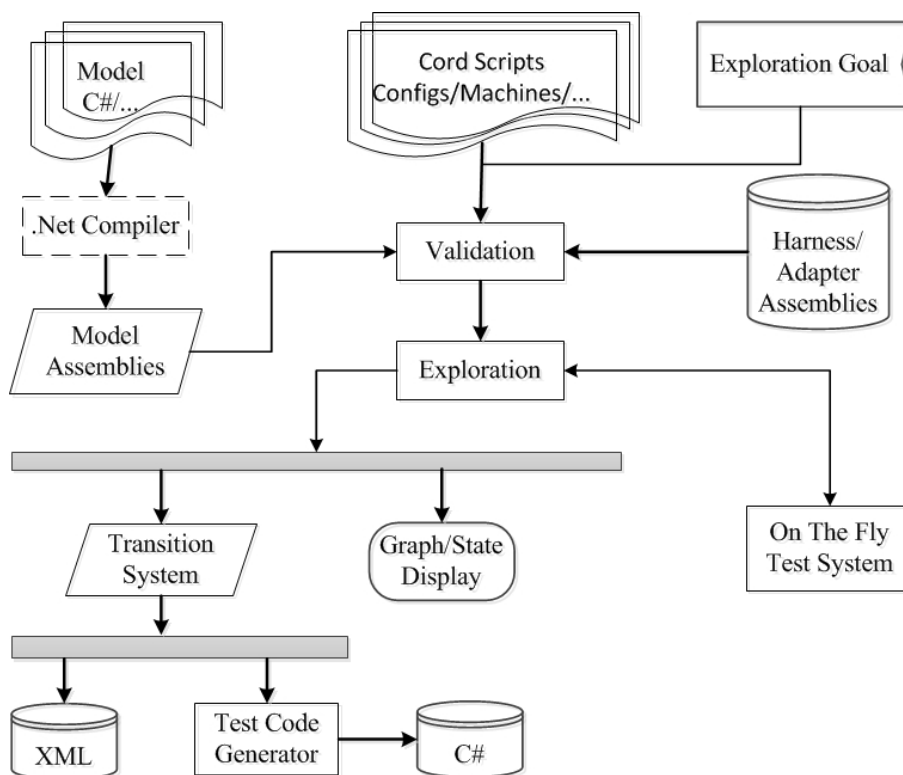 Model
C#/...
Cord Scripts
Configs/Machines/...
Exploration Goal (
.Net Compiler
Validation
Harness/
Adapter
Assemblies
Model
Assemblies
Exploration
Transition
System
Graph/State
Display
On The Fly
Test System
XML
Test Code
Generator
C#